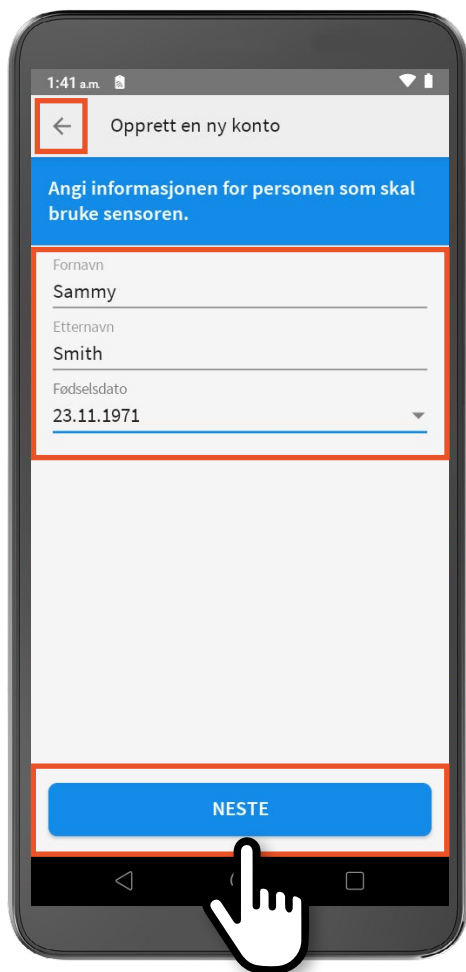 1:41 a.m.
Opprett en ny konto
Angi informasjonen for personen som skal
bruke sensoren.
Fornavn
Sammy
Etternavn
Smith
Fødselsdato
23.11.1971
NESTE